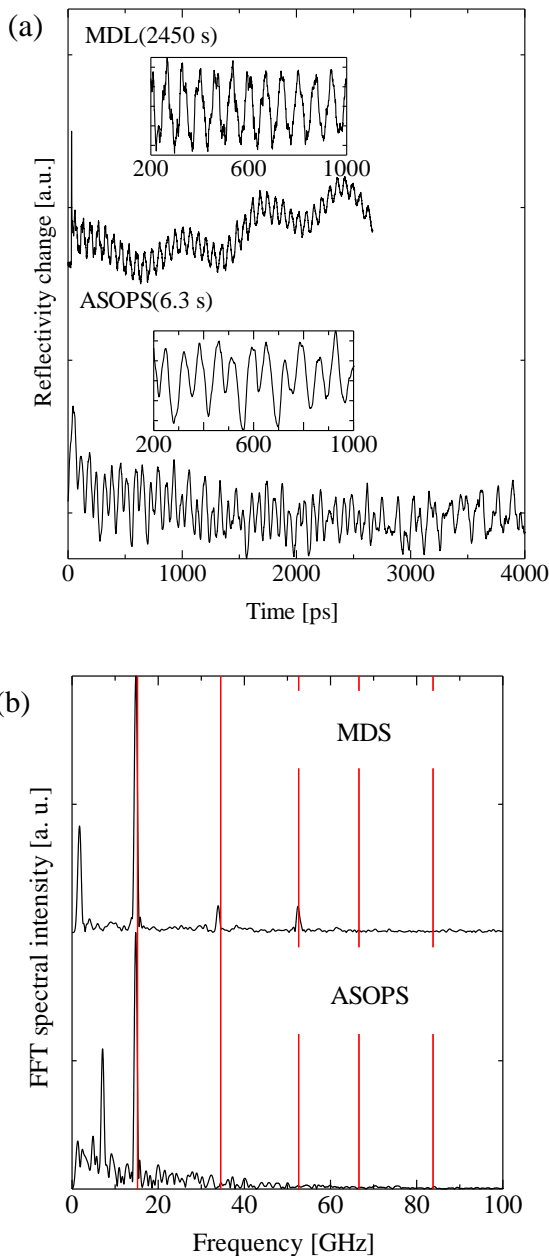 (a)
MDL(2450 s)
200 600 1000
Reflectivity change [a.u.]
ASOPS(6.3 s)
200 600 1000
0 1000 2000 3000 4000
Time [ps]
b)
MDS
FFT spectral intensity [a. u.]
ASOPS
0 20 40 60 80 100
Frequency [GHz]